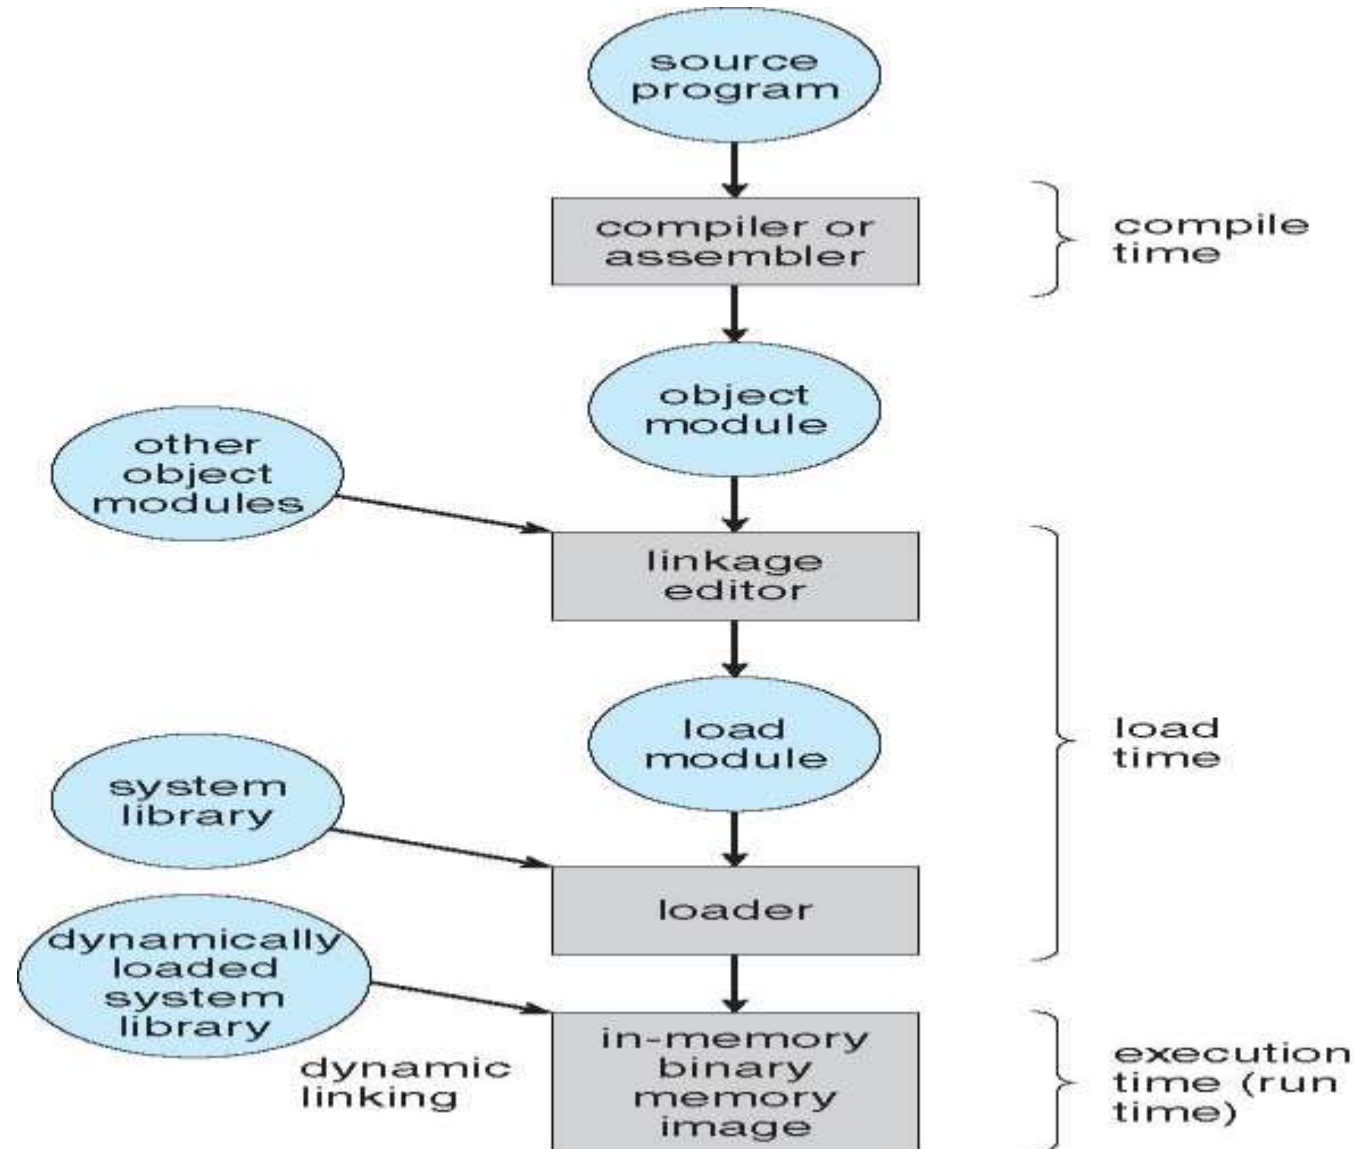 source
program
compiler or
assembler
compile
time
object
module
other
object
modules
linkage
editor
load
module
load
time
system
library
loader
dynamically
loaded
system
library
dynamic
linking
in-memory
binary
memory
image
execution
time (run
time)